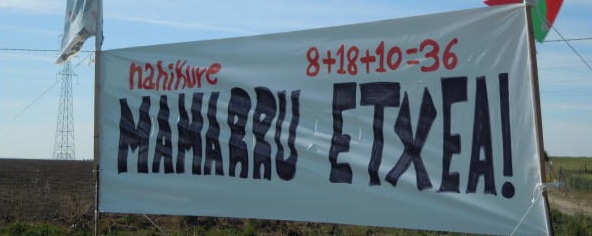 nahiKure 8+18+10=36
MAMARRU ETXEA!